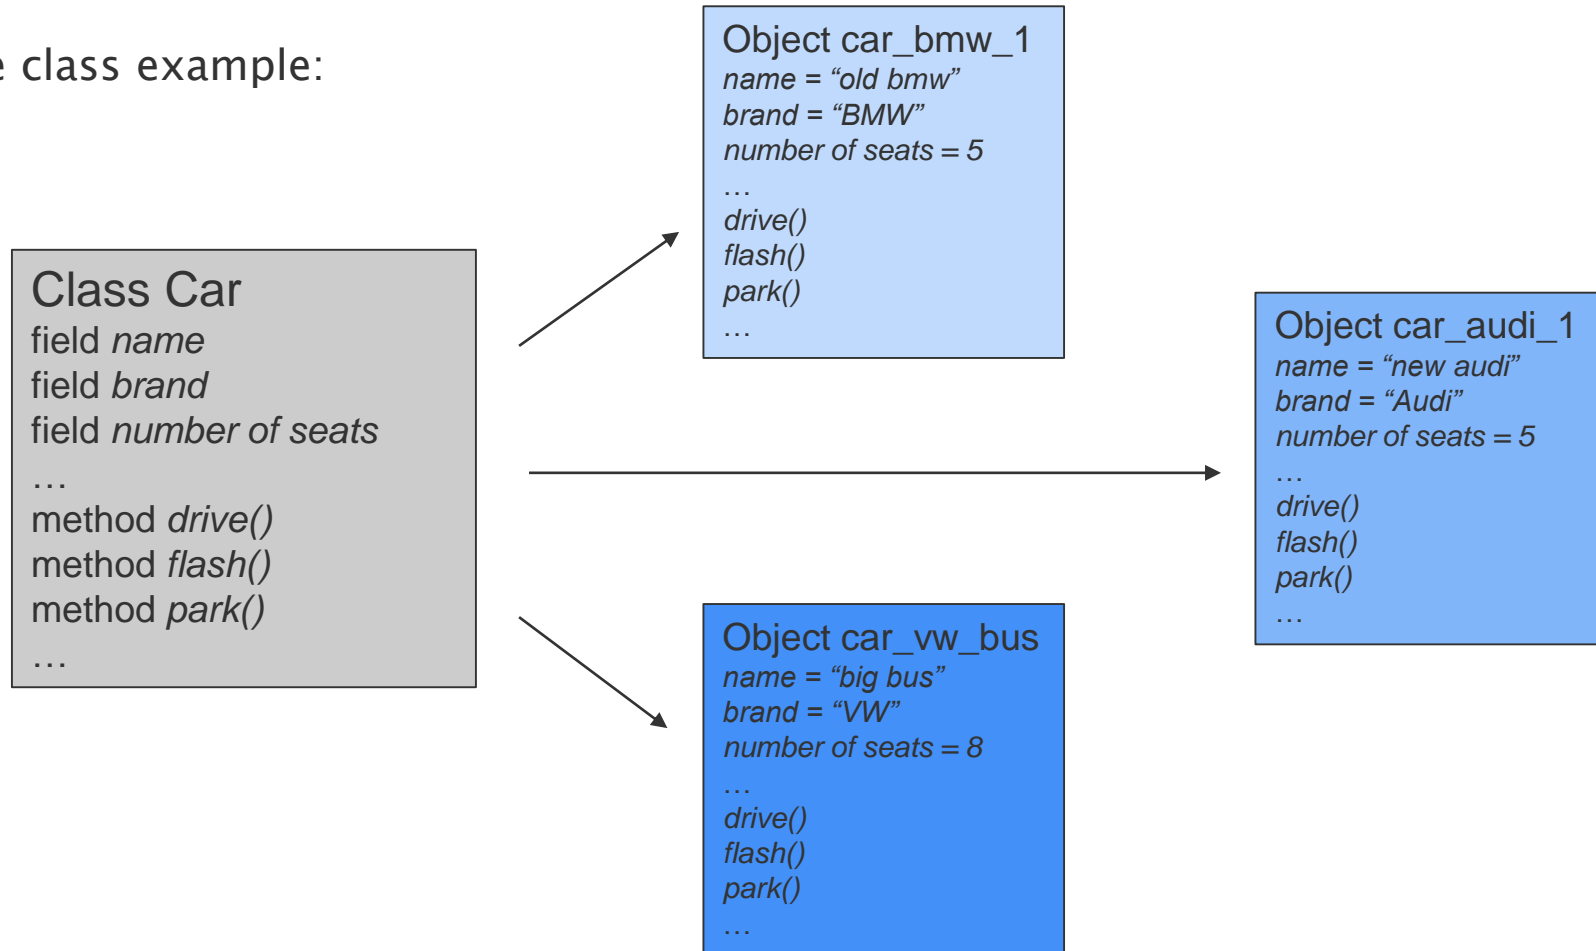 e class example:
Class Car
field name
field brand
field number of seats
…
method drive()
method flash()
method park()
…
Object car_bmw_1
name = “old bmw”
brand = “BMW”
number of seats = 5
…
drive()
flash()
park()
…
Object car_audi_1
name = “new audi”
brand = “Audi”
number of seats = 5
…
drive()
flash()
park()
…
Object car_vw_bus
name = “big bus”
brand = “VW”
number of seats = 8
…
drive()
flash()
park()
…